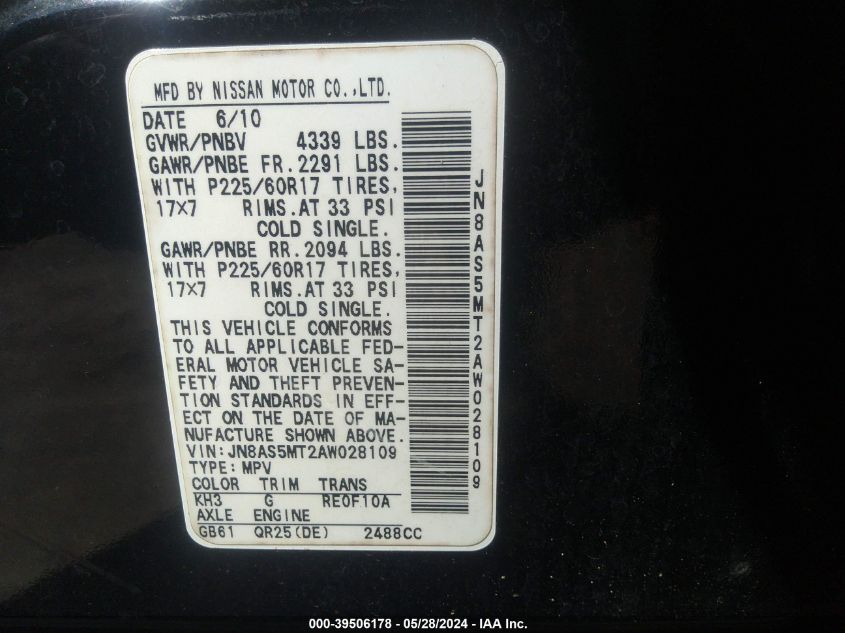 MFD BY NISSAN MOTOR CO.,LTD.
DATE 6/10
GVWR/PNBV 4339 LBS.
GAWR/PNBE FR.2291 LBS.
WITH P225/60R17 TIRES,
17×7 RIMS.AT 33 PSI
COLD SINGLE.
GAWR/PNBE RR.2094 LBS.
WITH P225/60R17 TIRES,
17×7 RIMS.AT 33 PSI
COLD SINGLE.
THIS VEHICLE CONFORMS
TO ALL APPLICABLE FED-
ERAL MOTOR VEHICLE SA-
FETY AND THEFT PREVEN-
TION STANDARDS IN EFF-
ECT ON THE DATE OF MA-
NUFACTURE SHOWN ABOVE.
VIN:JN8AS5MT2AW028109
TYPE:MPV
COLOR TRIM TRANS
KH3 G RE0F10A
AXLE ENGINE
GB61 QR25(DE) 2488CC
JN8AS5MT2AW028109
000-39506178 - 05/28/2024 - IAA Inc.